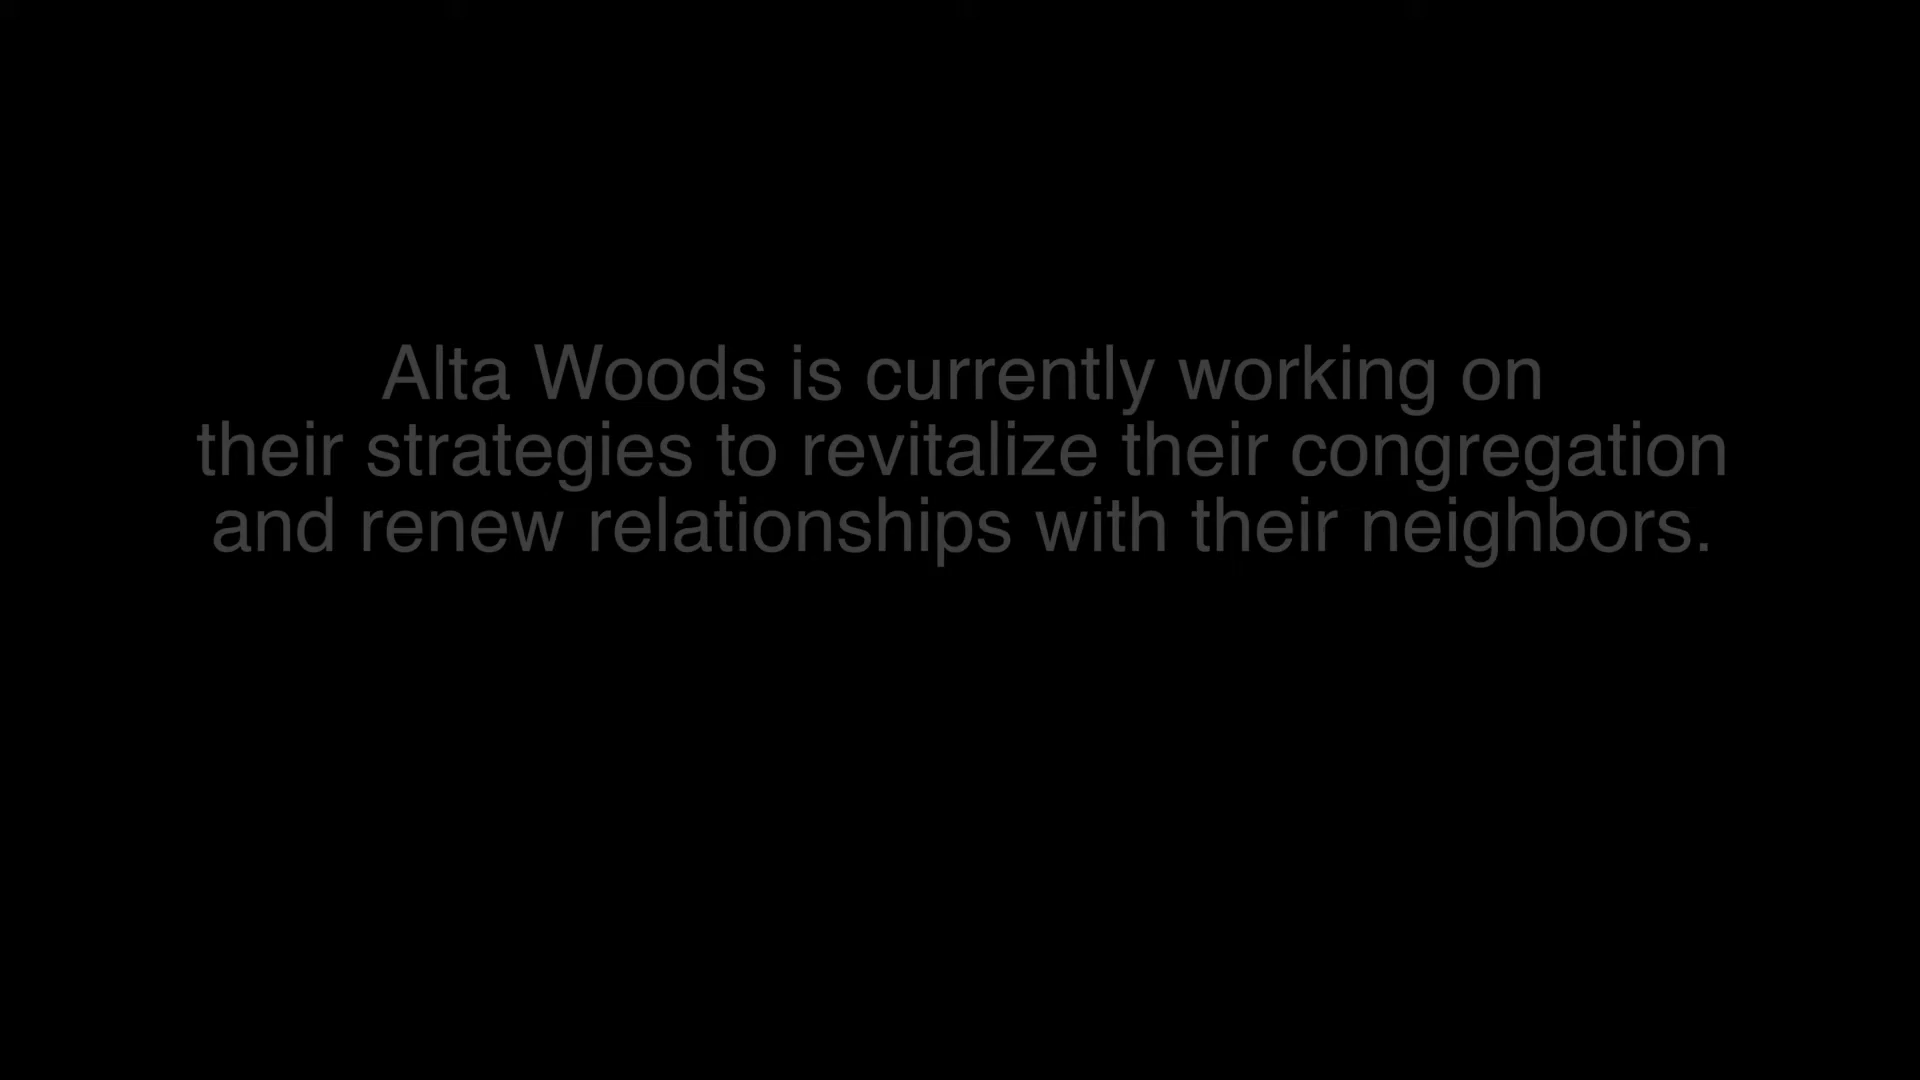 Alta Woods is currently working on
their strategies to revitalize their congregation
and renew relationships with their neighbors.